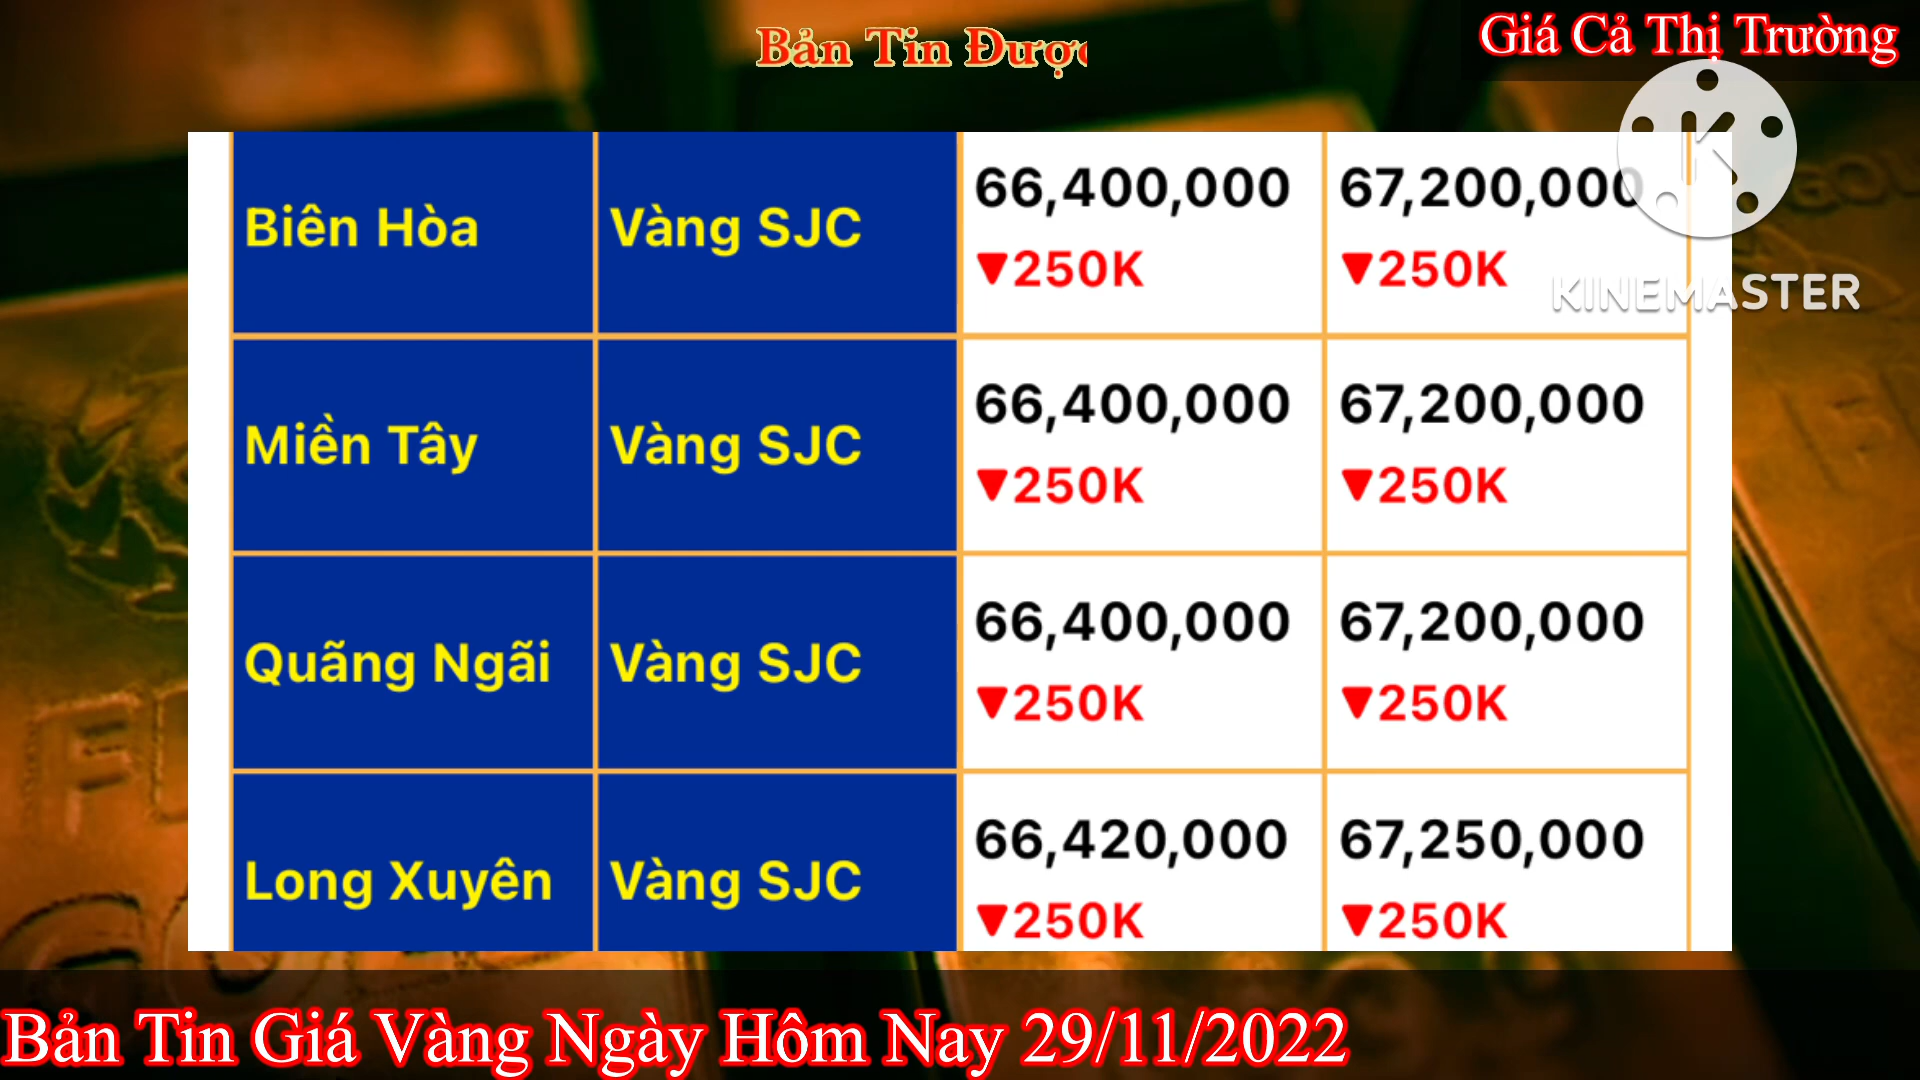 Bản Tin Được
Giá Cả Thị Trường
KINEMASTER
Biên Hòa Vàng SJC 66,400,000 67,200,000
▼250K ▼250K
Miền Tây Vàng SJC 66,400,000 67,200,000
▼250K ▼250K
Quãng Ngãi Vàng SJC 66,400,000 67,200,000
▼250K ▼250K
Long Xuyên Vàng SJC 66,420,000 67,250,000
▼250K ▼250K
Bản Tin Giá Vàng Ngày Hôm Nay 29/11/2022